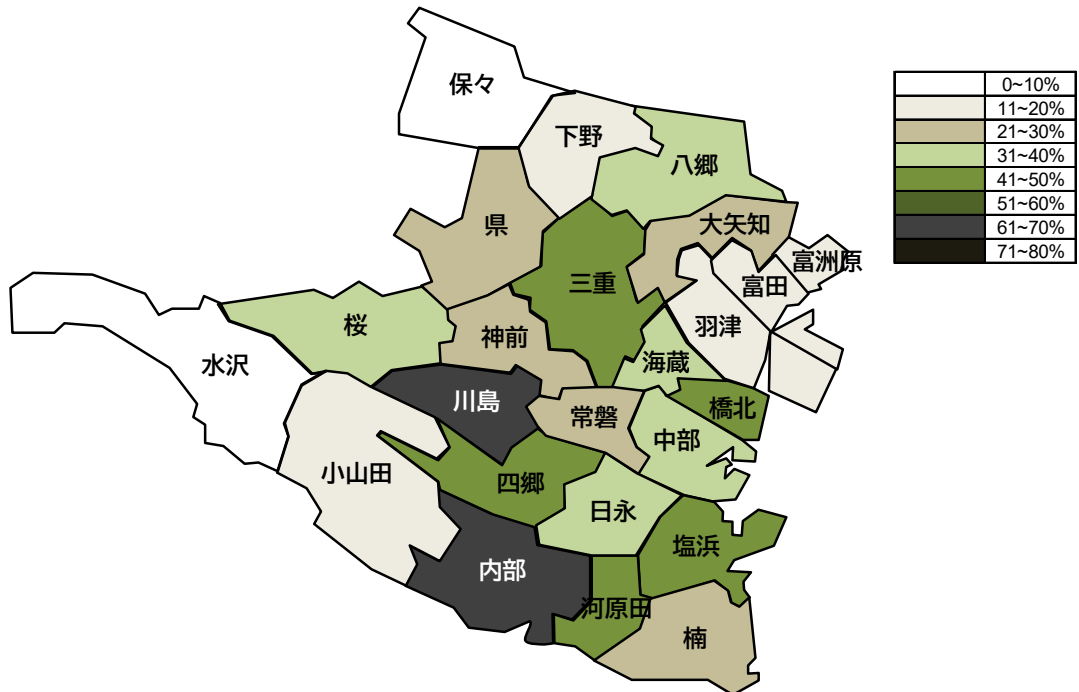 保々
下野
八郷
県
大矢知
富洲原
富田
三重
羽津
桜
神前
水沢
海蔵
川島
常磐
橋北
中部
小山田
四郷
日永
塩浜
内部
河原田
楠
0~10%
11~20%
21~30%
31~40%
41~50%
51~60%
61~70%
71~80%